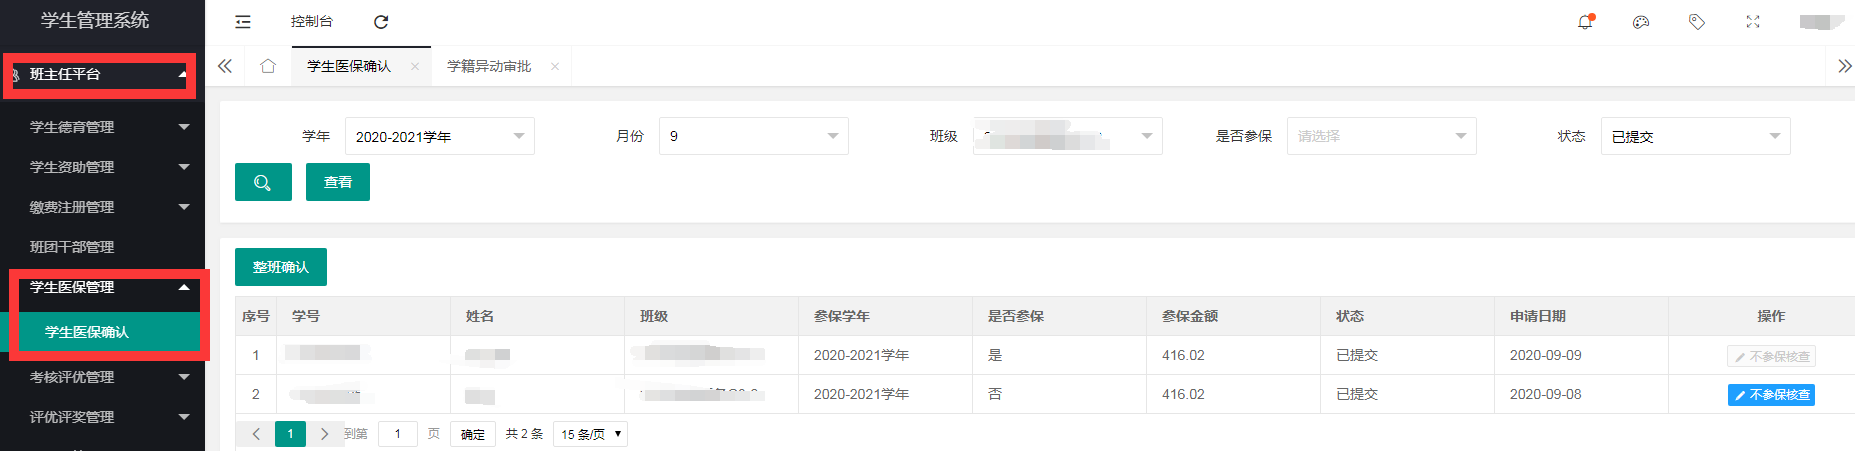 学生管理系统
控制台
班主任平台
学生医保确认
学籍异动审批
学生德育管理
学生资助管理
缴费注册管理
班团干部管理
学生医保管理
学生医保确认
考核评优管理
评优评奖管理
学年 2020-2021学年 月份 9 班级 是否参保 请选择 状态 已提交
查看
整班确认
序号 学号 姓名 班级 参保学年 是否参保 参保金额 状态 申请日期 操作
1 2020-2021学年 是 416.02 已提交 2020-09-09 不参保核查
2 2020-2021学年 否 416.02 已提交 2020-09-08 不参保核查
1 到第 1 页 确定 共 2 条 15 条/页